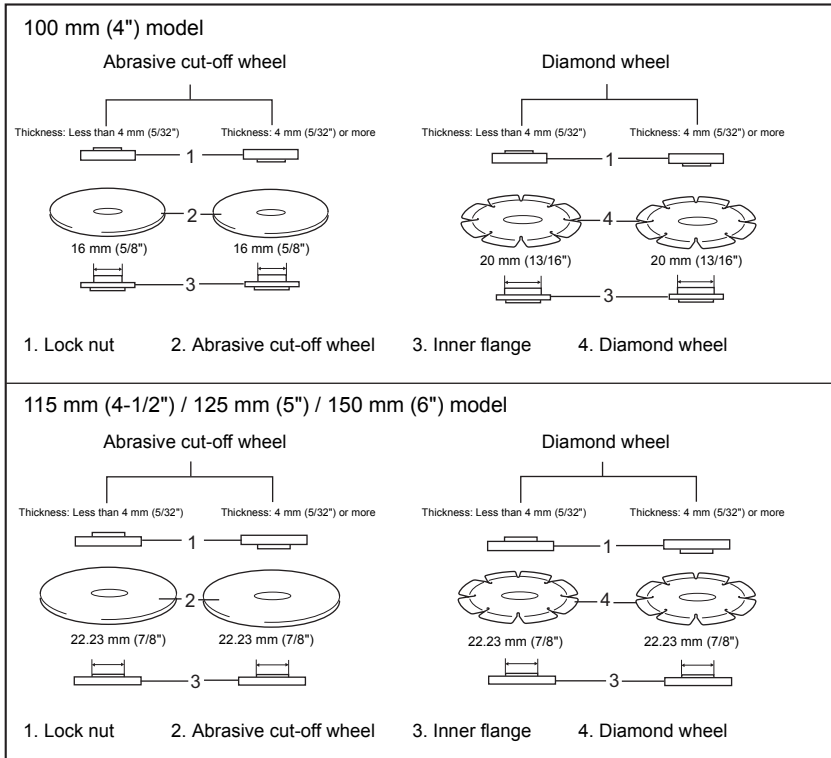 100 mm (4") model
Abrasive cut-off wheel
Diamond wheel
Thickness: Less than 4 mm (5/32")
Thickness: 4 mm (5/32") or more
Thickness: Less than 4 mm (5/32")
Thickness: 4 mm (5/32") or more
1
1
2
4
16 mm (5/8")
16 mm (5/8")
20 mm (13/16")
20 mm (13/16")
3
3
1. Lock nut 2. Abrasive cut-off wheel 3. Inner flange 4. Diamond wheel
115 mm (4-1/2") / 125 mm (5") / 150 mm (6") model
Abrasive cut-off wheel
Diamond wheel
Thickness: Less than 4 mm (5/32")
Thickness: 4 mm (5/32") or more
Thickness: Less than 4 mm (5/32")
Thickness: 4 mm (5/32") or more
1
1
2
4
22.23 mm (7/8")
22.23 mm (7/8")
22.23 mm (7/8")
22.23 mm (7/8")
3
3
1. Lock nut 2. Abrasive cut-off wheel 3. Inner flange 4. Diamond wheel